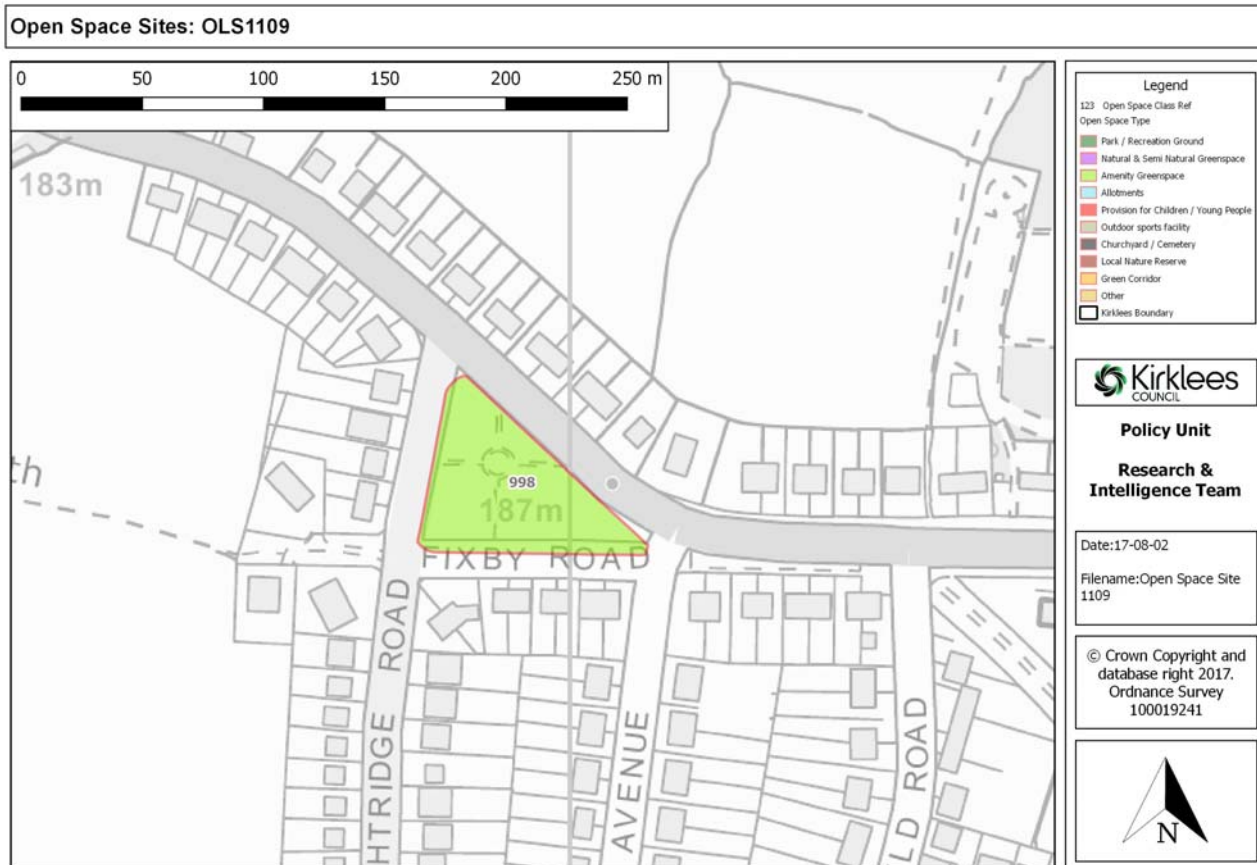 Open Space Sites: OLS1109
0 50 100 150 200 250 m
183m
th
998
187m
FIXBY ROAD
HTRIDGE ROAD
AVENUE
LD ROAD
Legend
123 Open Space Class Ref
Open Space Type
Park / Recreation Ground
Natural & Semi Natural Greenspace
Amenity Greenspace
Allotments
Provision for Children / Young People
Outdoor sports facility
Churchyard / Cemetery
Local Nature Reserve
Green Corridor
Other
Kirklees Boundary
Kirklees
COUNCIL
Policy Unit
Research &
Intelligence Team
Date:17-08-02
Filename:Open Space Site
1109
© Crown Copyright and
database right 2017.
Ordnance Survey
100019241
N